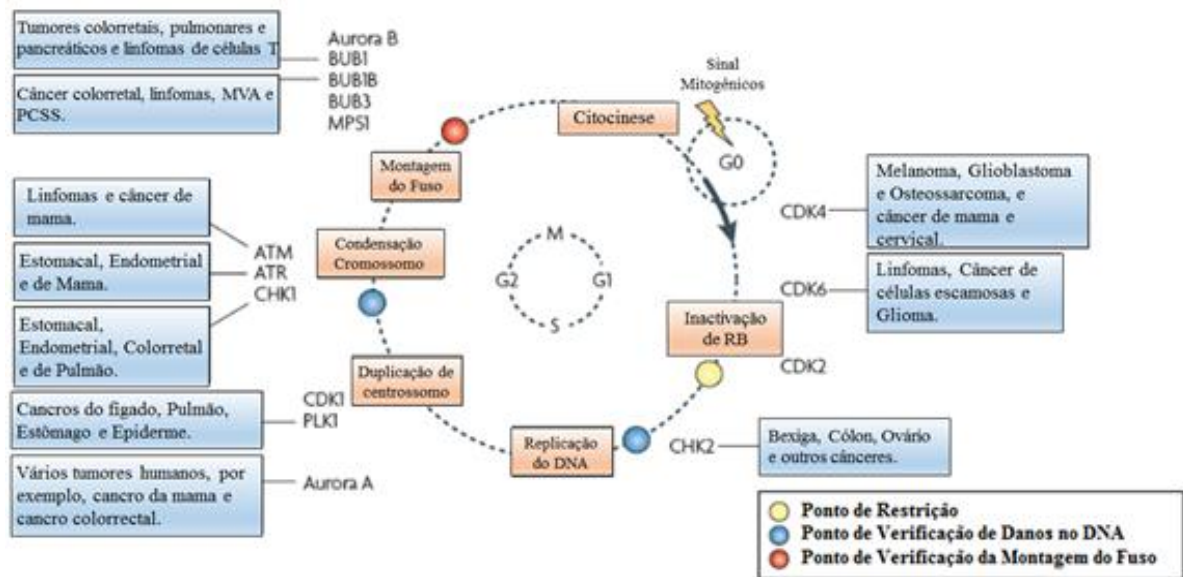 Tumores colorretais, pulmonares e
pancreáticos e linfomas de células T
Câncer colorretal, linfomas, MVA e
PCSS.
Aurora B
BUB1
BUB1B
BUB3
MPS1
Sinal
Mitogênicos
Citocinese
G0
Montagem
do Fuso
Linfomas e câncer de
mama.
Estomacal, Endometrial
e de Mama.
Estomacal,
Endometrial, Colorretal
e de Pulmão.
ATM
ATR
CHK1
Condensação
Cromossomo
M
G2
G1
S
CDK4
Melanoma, Glioblastoma
e Osteossarcoma, e
câncer de mama e
cervical.
CDK6
Linfomas, Câncer de
células escamosas e
Glioma.
Inactivação
de RB
CDK2
Duplicação de
centrossomo
Cancros do fígado, Pulmão,
Estômago e Epiderme.
CDK1
PLK1
Vários tumores humanos, por
exemplo, cancro da mama e
cancro colorrectal.
Aurora A
Replicação
do DNA
CHK2
Bexiga, Cólon, Ovário
e outros cânceres.
Ponto de Restrição
Ponto de Verificação de Danos no DNA
Ponto de Verificação da Montagem do Fuso